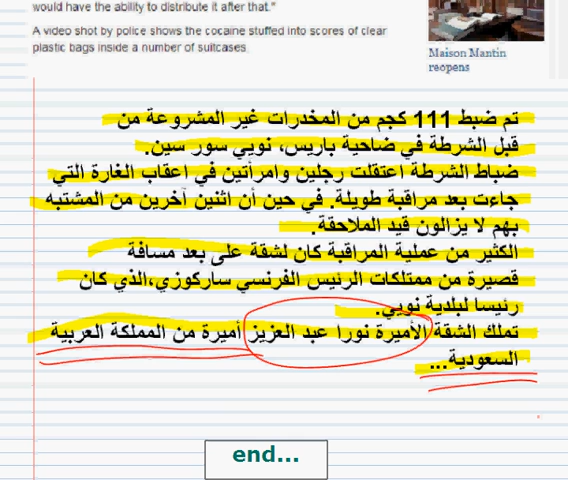 would have the ability to distribute it after that."
A video shot by police shows the cocaine stuffed into scores of clear
plastic bags inside a number of suitcases.
Maison Mantin
reopens
تم ضبط 111 كجم من المخدرات غير المشروعة من
قبل الشرطة في ضاحية باريس، نويي سور سين.
ضباط الشرطة اعتقلت رجلين وامرأتين في اعقاب الغارة التي
جاءت بعد مراقبة طويلة. في حين أن اثنين آخرين من المشتبه
بهم لا يزالون قيد الملاحقة.
الكثير من عملية المراقبة كان لشقة على بعد مسافة
قصيرة من ممتلكات الرئيس الفرنسي ساركوزي،الذي كان
رئيسا لبلدية نويي.
تملك الشقة الأميرة نورا عبد العزيز أميرة من المملكة العربية
السعودية...
end...